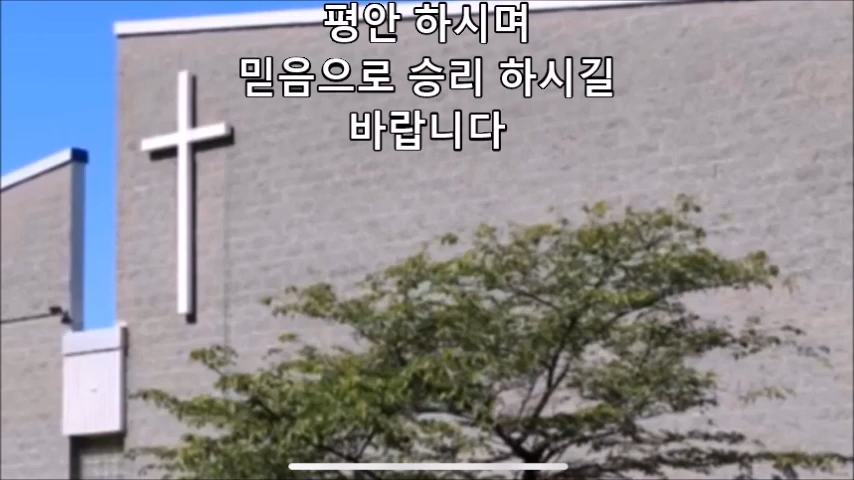 평안 하시며
믿음으로 승리 하시길
바랍니다